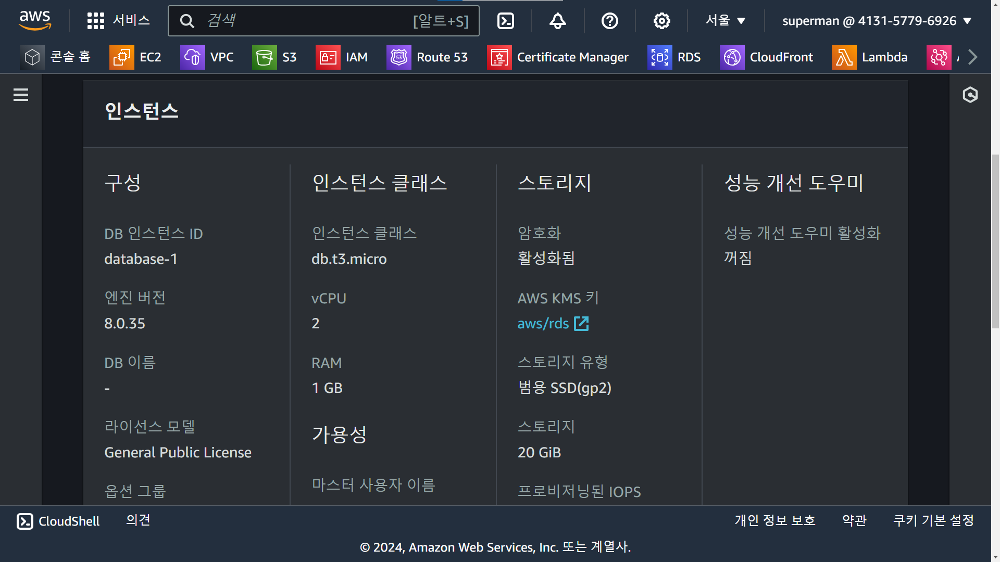 aws
서비스
검색
[알트+S]
서울
superman @ 4131-5779-6926
콘솔 홈
EC2
VPC
S3
IAM
53
Route 53
Certificate Manager
RDS
CloudFront
Lambda
인스턴스
구성
DB 인스턴스 ID
database-1
엔진 버전
8.0.35
DB 이름
-
라이선스 모델
General Public License
옵션 그룹
인스턴스 클래스
인스턴스 클래스
db.t3.micro
vCPU
2
RAM
1 GB
가용성
마스터 사용자 이름
스토리지
암호화
활성화됨
AWS KMS 키
aws/rds
스토리지 유형
범용 SSD(gp2)
스토리지
20 GiB
프로비저닝된 IOPS
성능 개선 도우미
성능 개선 도우미 활성화
꺼짐
CloudShell
의견
개인 정보 보호
약관
쿠키 기본 설정
© 2024, Amazon Web Services, Inc. 또는 계열사.